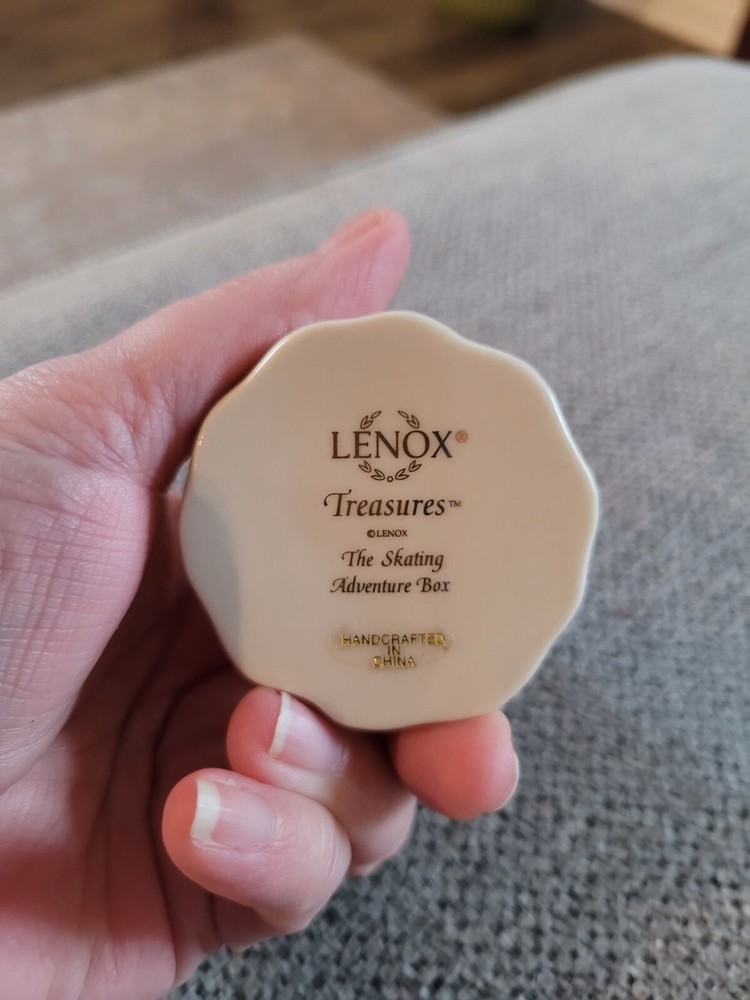 LENOX®
Treasures™
©LENOX
The Skating
Adventure Box
HANDCRAFTED
IN
CHINA